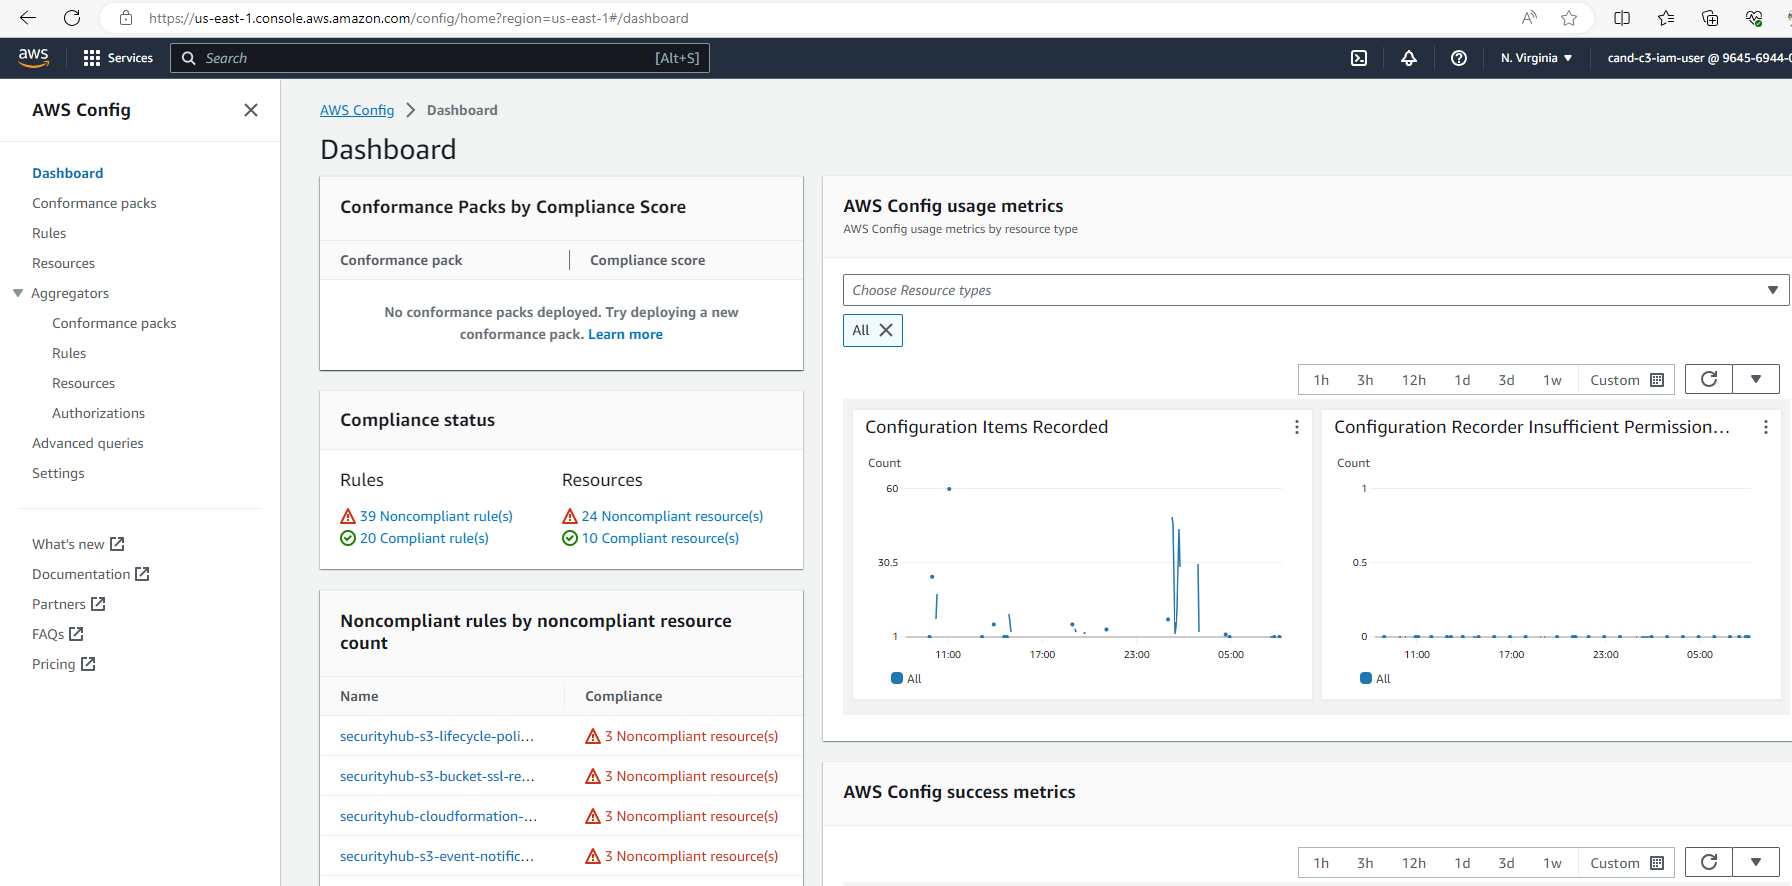 https://us-east-1.console.aws.amazon.com/config/home?region=us-east-1#/dashboard
aws
Services
Search
[Alt+S]
N. Virginia
cand-c3-iam-user @ 9645-6944-
AWS Config
Dashboard
Conformance packs
Rules
Resources
Aggregators
Conformance packs
Rules
Resources
Authorizations
Advanced queries
Settings
What's new
Documentation
Partners
FAQs
Pricing
AWS Config > Dashboard
Dashboard
Conformance Packs by Compliance Score
Conformance pack
Compliance score
No conformance packs deployed. Try deploying a new
conformance pack. Learn more
Compliance status
Rules
39 Noncompliant rule(s)
20 Compliant rule(s)
Resources
24 Noncompliant resource(s)
10 Compliant resource(s)
Noncompliant rules by noncompliant resource
count
Name
Compliance
securityhub-s3-lifecycle-poli...
3 Noncompliant resource(s)
securityhub-s3-bucket-ssl-re...
3 Noncompliant resource(s)
securityhub-cloudformation-...
3 Noncompliant resource(s)
securityhub-s3-event-notific...
3 Noncompliant resource(s)
AWS Config usage metrics
AWS Config usage metrics by resource type
Choose Resource types
All
1h 3h 12h 1d 3d 1w Custom
Configuration Items Recorded
Count
60
30.5
1
11:00 17:00 23:00 05:00
All
Configuration Recorder Insufficient Permission...
Count
1
0.5
0
11:00 17:00 23:00 05:00
All
AWS Config success metrics
1h 3h 12h 1d 3d 1w Custom